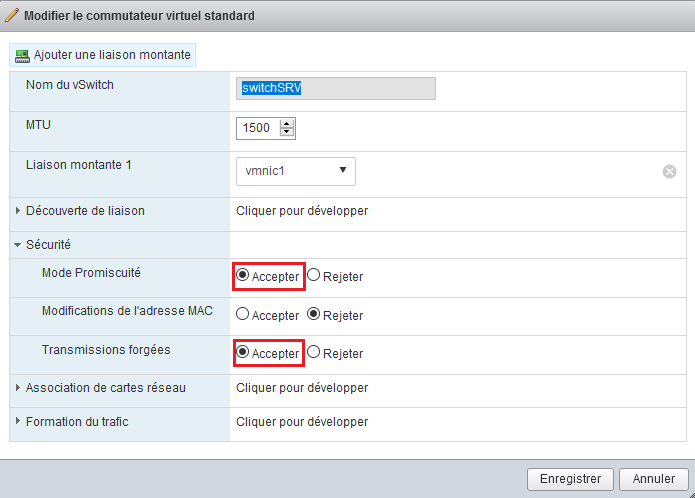 Modifier le commutateur virtuel standard
Ajouter une liaison montante
Nom du vSwitch switchSRV
MTU 1500
Liaison montante 1 vmnic1
Découverte de liaison Cliquer pour développer
Sécurité
Mode Promiscuité Accepter Rejeter
Modifications de l'adresse MAC Accepter Rejeter
Transmissions forgées Accepter Rejeter
Association de cartes réseau Cliquer pour développer
Formation du trafic Cliquer pour développer
Enregistrer Annuler